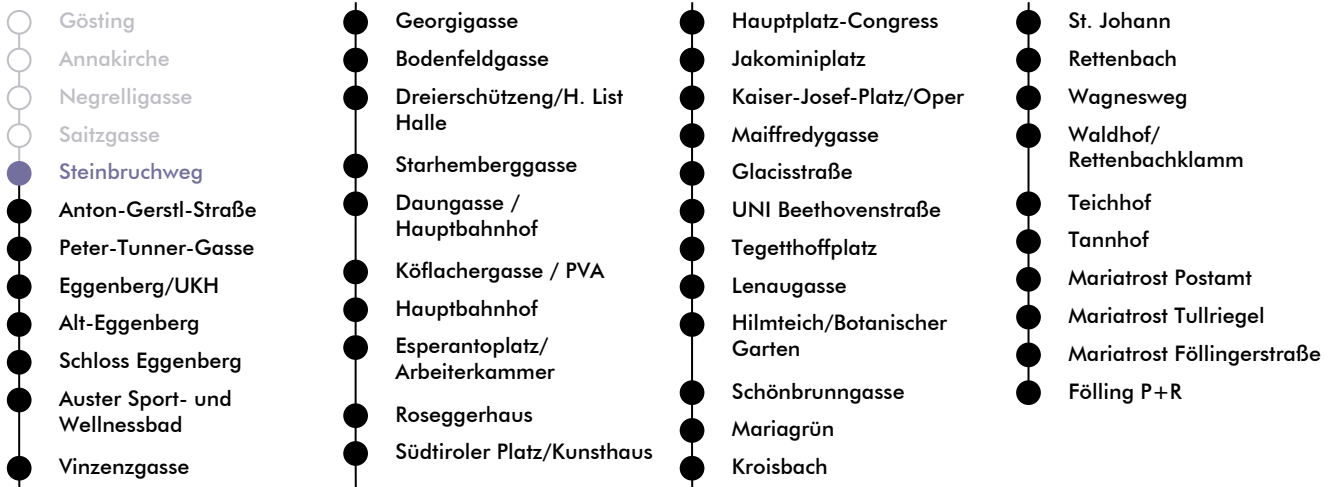 Gösting
Annakirche
Negrelligasse
Saitzgasse
Steinbruchweg
Anton-Gerstl-Straße
Peter-Tunner-Gasse
Eggenberg/UKH
Alt-Eggenberg
Schloss Eggenberg
Auster Sport- und
Wellnessbad
Vinzenzgasse
Georgigasse
Bodenfeldgasse
Dreierschützeng/H. List
Halle
Starhemberggasse
Daungasse /
Hauptbahnhof
Köflachergasse / PVA
Hauptbahnhof
Esperantoplatz/
Arbeiterkammer
Roseggerhaus
Südtiroler Platz/Kunsthaus
Hauptplatz-Congress
Jakominiplatz
Kaiser-Josef-Platz/Oper
Maiffredygasse
Glacisstraße
UNI Beethovenstraße
Tegetthoffplatz
Lenaugasse
Hilmteich/Botanischer
Garten
Schönbrunngasse
Mariagrün
Kroisbach
St. Johann
Rettenbach
Wagnesweg
Waldhof/
Rettenbachklamm
Teichhof
Tannhof
Mariatrost Postamt
Mariatrost Tullriegel
Mariatrost Föllingerstraße
Fölling P+R